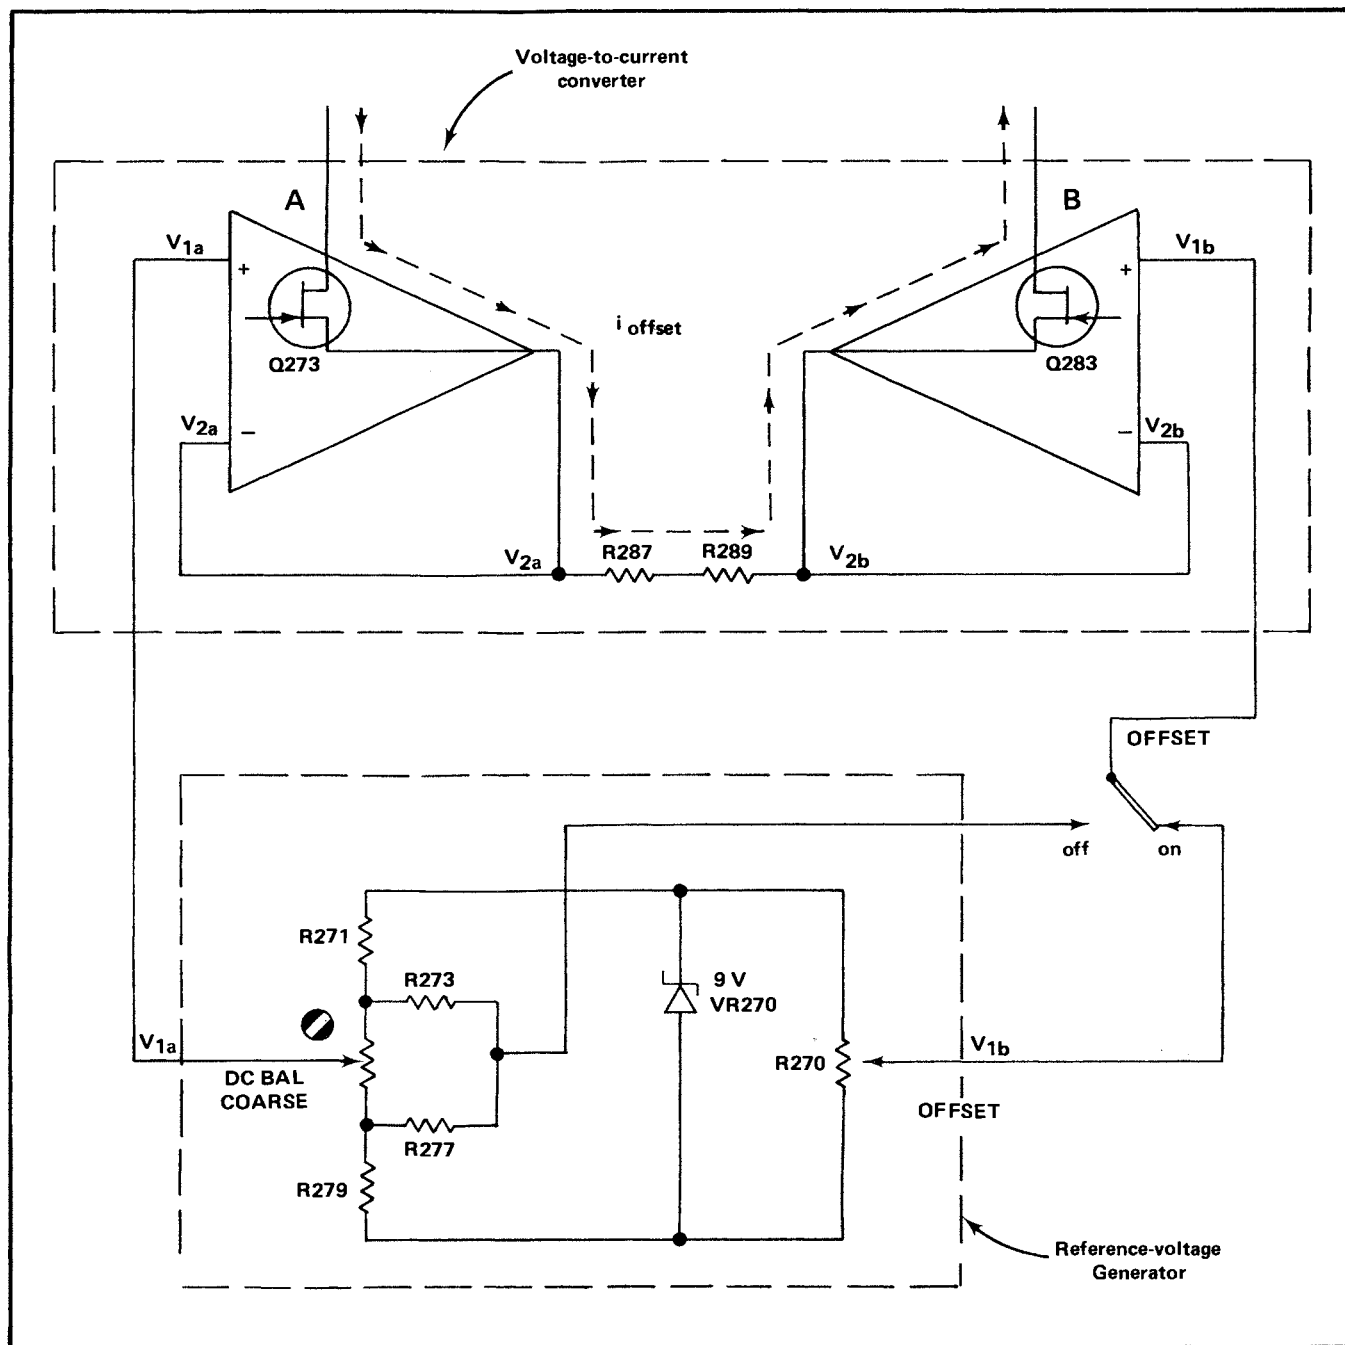 Voltage-to-current
converter
A
B
V1a
V1b
+
+
i offset
Q273
Q283
V2a
−
−
V2b
V2a
R287
R289
V2b
OFFSET
off
on
R271
R273
9 V
VR270
V1a
DC BAL
COARSE
R270
V1b
OFFSET
R277
R279
Reference-voltage
Generator